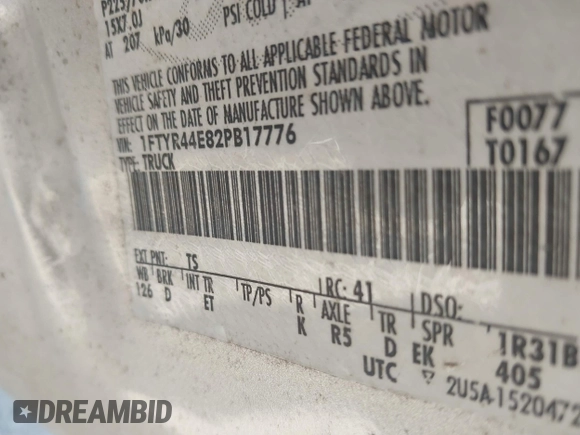 15X7.0J PSI COLD
AT 207 kPa/30
THIS VEHICLE CONFORMS TO ALL APPLICABLE FEDERAL MOTOR
VEHICLE SAFETY AND THEFT PREVENTION STANDARDS IN
EFFECT ON THE DATE OF MANUFACTURE SHOWN ABOVE.
VIN: 1FTYR44E82PB17776
TYPE: TRUCK
F0077
T0167
EXT PNT: TS RC: 41 DSO:
WB BRK INT TR TP/PS R AXLE TR SPR 1R31B
126 D ET K R5 D EK 405
UTC 2U5A-1520472
DREAMBID
DREAMBID